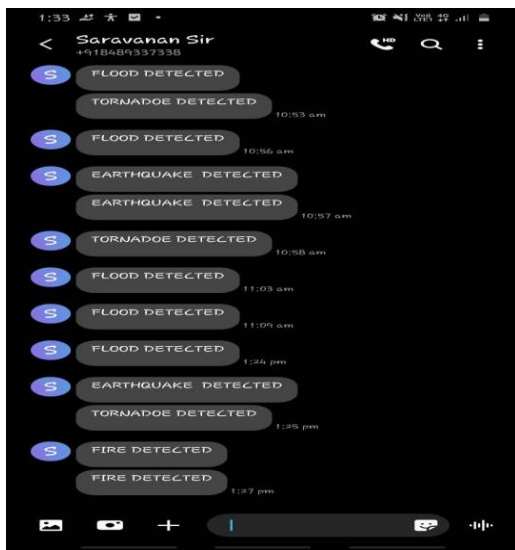 1:33
Saravanan Sir
+918489337338
HD
S
FLOOD DETECTED
TORNADOE DETECTED
10:53 am
S
FLOOD DETECTED
10:56 am
S
EARTHQUAKE DETECTED
EARTHQUAKE DETECTED
10:57 am
S
TORNADOE DETECTED
10:58 am
S
FLOOD DETECTED
11:03 am
S
FLOOD DETECTED
11:09 am
S
FLOOD DETECTED
1:24 pm
S
EARTHQUAKE DETECTED
TORNADOE DETECTED
1:25 pm
S
FIRE DETECTED
FIRE DETECTED
1:27 pm